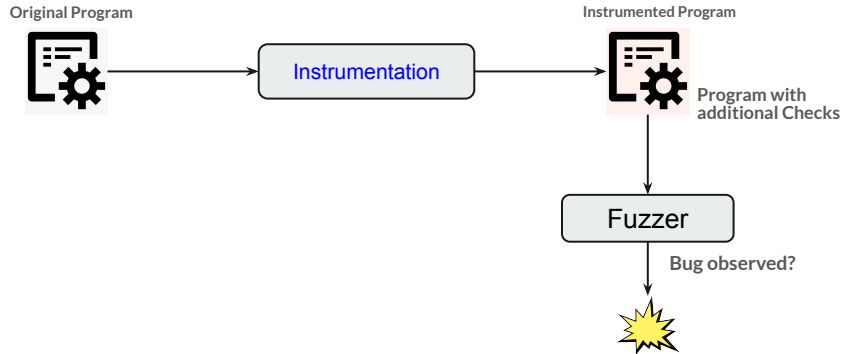 Original Program
Instrumented Program
Instrumentation
Program with
additional Checks
Fuzzer
Bug observed?